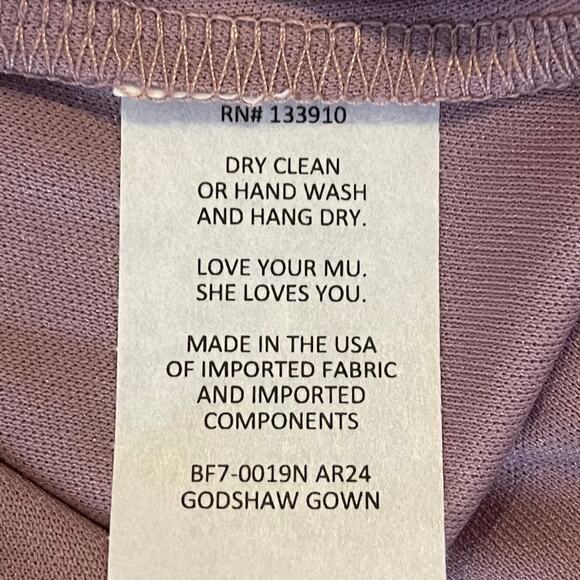 RN# 133910
DRY CLEAN
OR HAND WASH
AND HANG DRY.
LOVE YOUR MU.
SHE LOVES YOU.
MADE IN THE USA
OF IMPORTED FABRIC
AND IMPORTED
COMPONENTS
BF7-0019N AR24
GODSHAW GOWN